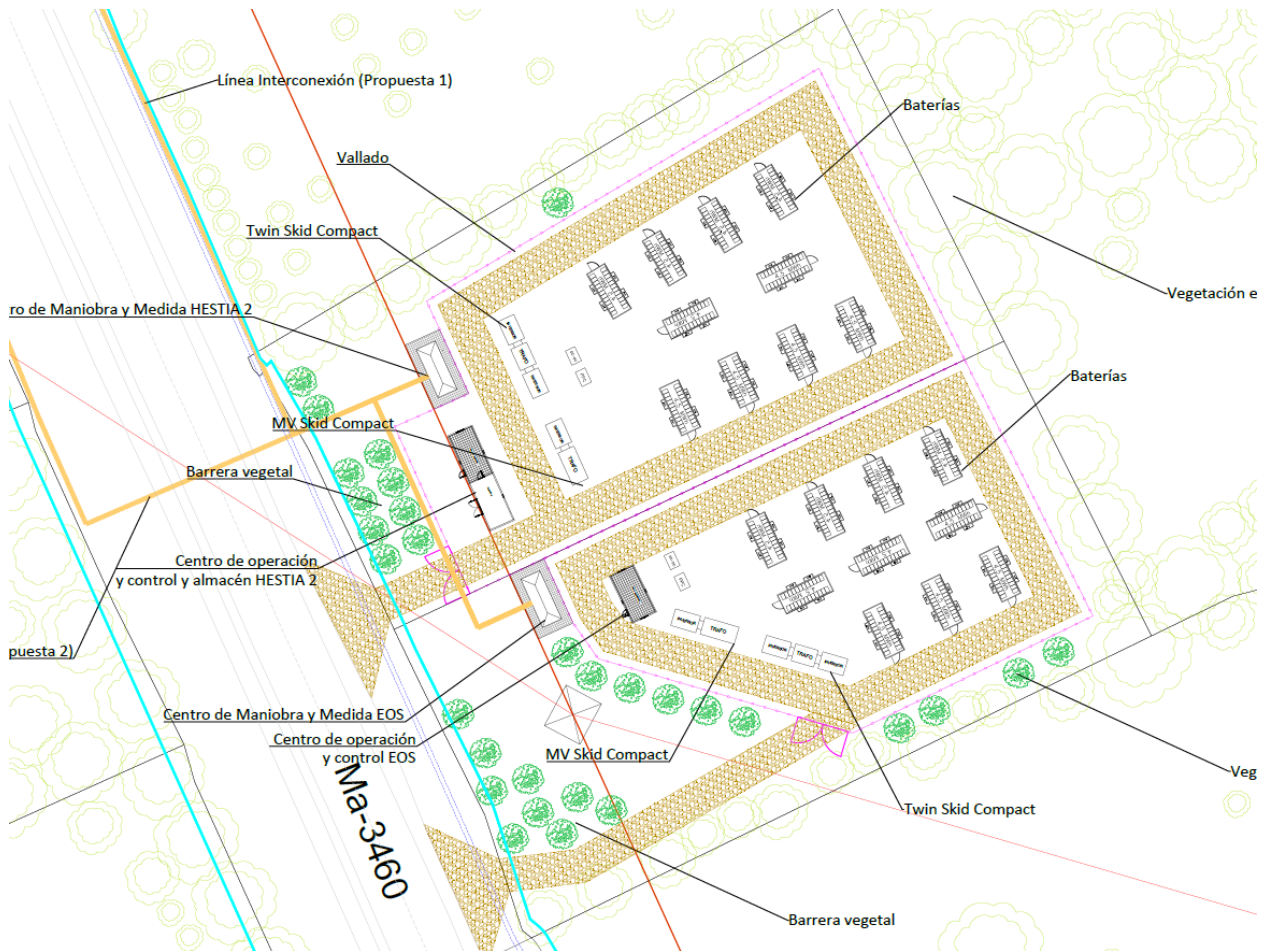 Línea Interconexión (Propuesta 1)
Baterías
Vallado
Twin Skid Compact
Vegetación e
ro de Maniobra y Medida HESTIA 2
Baterías
MV Skid Compact
Barrera vegetal
Centro de operación
y control y almacén HESTIA 2
TRAFO
puesta 2)
TRAFO
Centro de Maniobra y Medida EOS
Centro de operación
y control EOS
MV Skid Compact
Veg
Ma-3460
Twin Skid Compact
Barrera vegetal